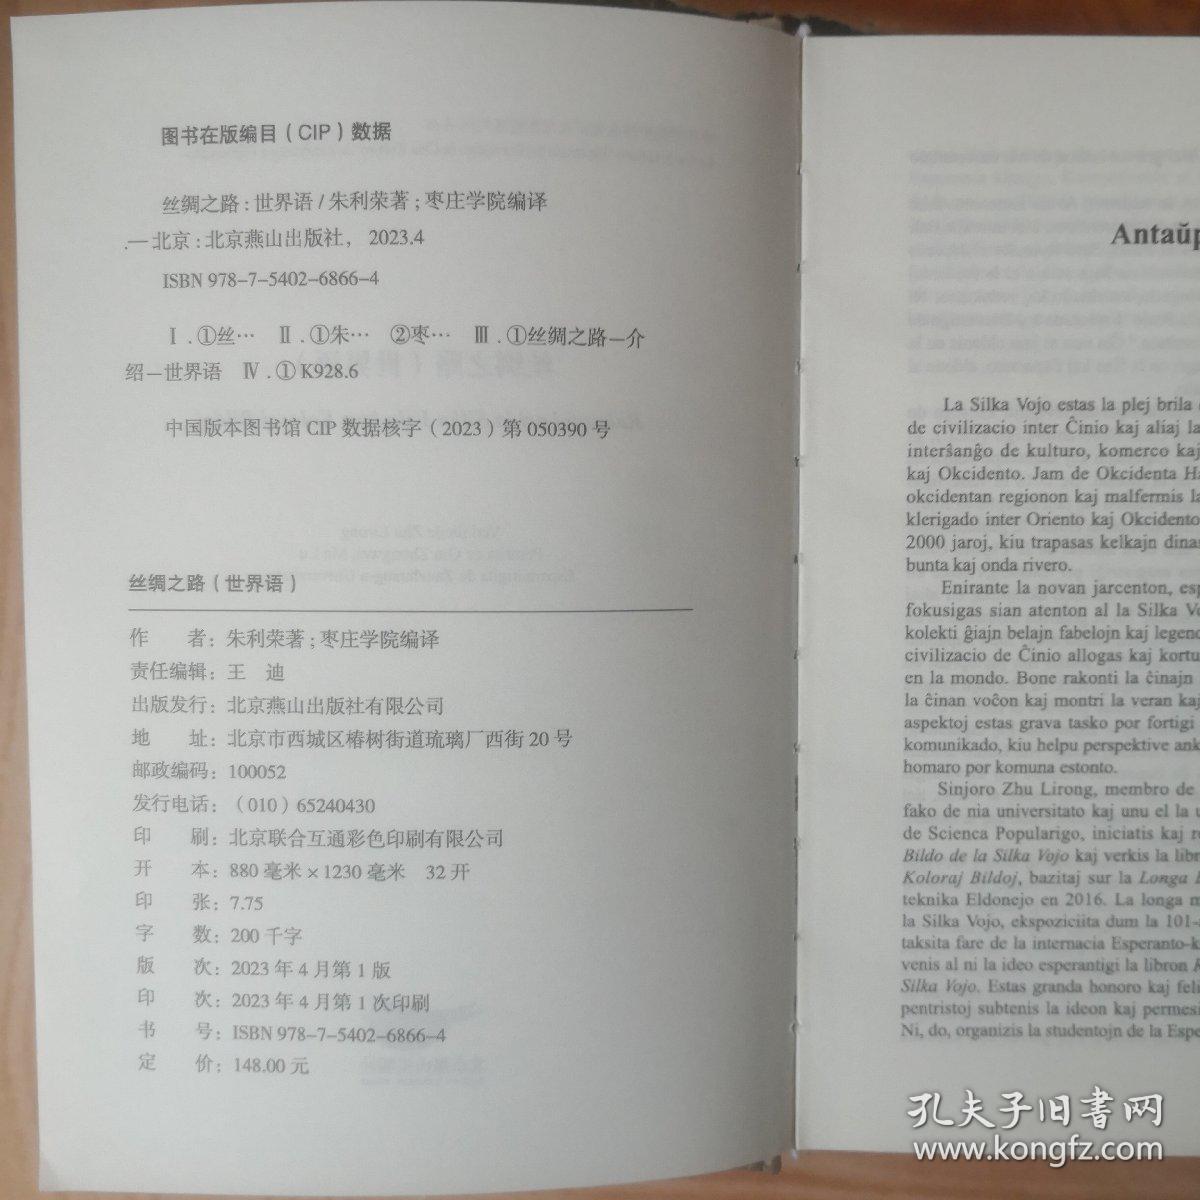 图书在版编目（CIP）数据
丝绸之路：世界语 / 朱利荣著；枣庄学院编译
.— 北京：北京燕山出版社， 2023.4
ISBN 978-7-5402-6866-4
Ⅰ . ①丝… Ⅱ . ①朱… ②枣… Ⅲ . ①丝绸之路—介
绍—世界语 Ⅳ . ① K928.6
中国版本图书馆 CIP 数据核字（2023）第 050390 号
丝绸之路（世界语）
作 者：朱利荣著；枣庄学院编译
责任编辑：王 迪
出版发行：北京燕山出版社有限公司
地 址：北京市西城区椿树街道琉璃厂西街 20 号
邮政编码：100052
发行电话：（010）65240430
印 刷：北京联合互通彩色印刷有限公司
开 本：880 毫米 × 1230 毫米 32 开
印 张：7.75
字 数：200 千字
版 次：2023 年 4 月第 1 版
印 次：2023 年 4 月第 1 次印刷
书 号：ISBN 978-7-5402-6866-4
定 价：148.00 元
Antaŭp
La Silka Vojo estas la plej brila
de civilizacio inter Ĉinio kaj aliaj la
interŝanĝo de kulturo, komerco kaj
kaj Okcidento. Jam de Okcidenta Ha
okcidentan regionon kaj malfermis la
klerigado inter Oriento kaj Okcidento
2000 jaroj, kiu trapasas kelkajn dinas
bunta kaj onda rivero.
Enirante la novan jarcenton, esp
fokusigas sian atenton al la Silka Vo
kolekti ĝiajn belajn fabelojn kaj legend
civilizacio de Ĉinio allogas kaj kortu
en la mondo. Bone rakonti la ĉinajn
la ĉinan voĉon kaj montri la veran kaj
aspektoj estas grava tasko por fortigi
komunikado, kiu helpu perspektive ank
homaro por komuna estonto.
Sinjoro Zhu Lirong, membro de
fako de nia universitato kaj unu el la u
de Scienca Popularigo, iniciatis kaj re
Bildo de la Silka Vojo kaj verkis la libr
Koloraj Bildoj, bazitaj sur la Longa
teknika Eldonejo en 2016. La longa m
la Silka Vojo, ekspoziciita dum la 101-a
taksita fare de la internacia Esperanto-k
venis al ni la ideo esperantigi la libron
Silka Vojo. Estas granda honoro kaj feli
pentristoj subtenis la ideon kaj permesi
Ni, do, organizis la studentojn de la Espe
孔夫子旧书网
www.kongfz.com